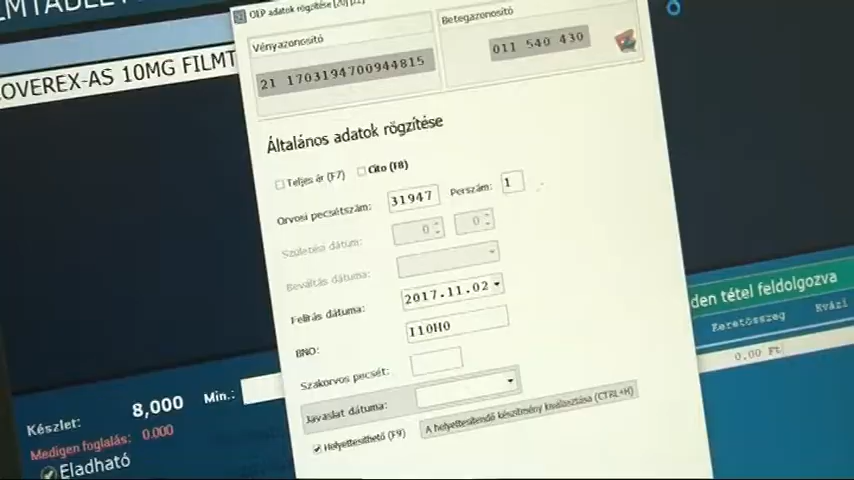 OEP adatok rögzítése
Vényazonosító
21 1703194700944815
Betegazonosító
011 540 430
OVEREX-AS 10MG FILMT
Általános adatok rögzítése
Teljes ár (F7)
Cito (F8)
Orvosi pecsétszám:
31947
Perszám:
1
Születési dátum:
0
0
Beváltás dátuma:
Felírás dátuma:
2017.11.02
BNO:
I10H0
Szakorvos pecsét:
Javaslat dátuma:
Helyettesíthető (F9)
A helyettesítendő készítmény kiválasztása (CTRL+H)
den tétel feldolgozva
Keretösszeg
Kvázi
0.00 Ft
Készlet:
8,000
Min.:
Medigen foglalás:
0.000
Eladható